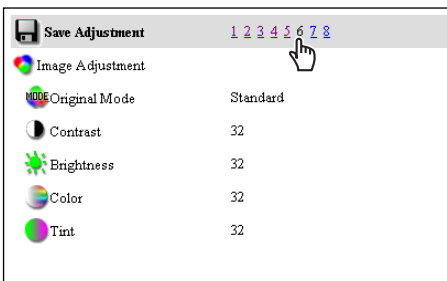 Save Adjustment 1 2 3 4 5 6 7 8
Image Adjustment
MODE Original Mode Standard
Contrast 32
Brightness 32
Color 32
Tint 32